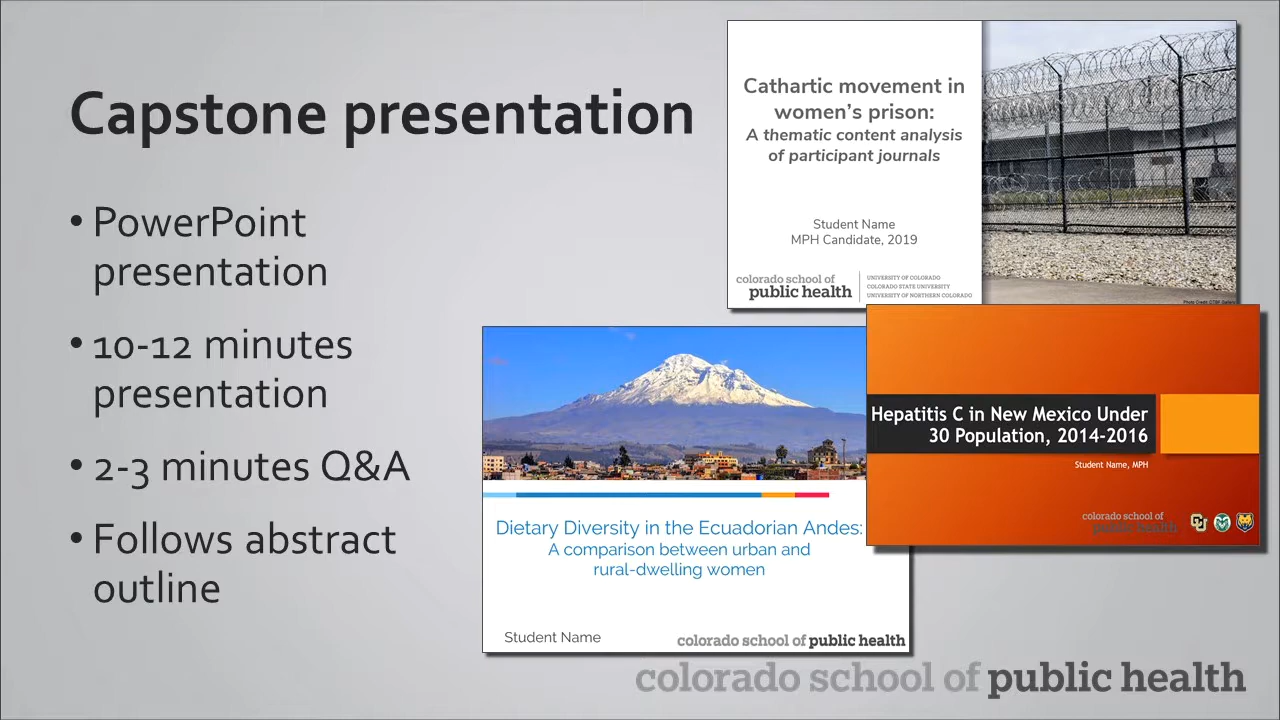 Capstone presentation
• PowerPoint
presentation
• 10-12 minutes
presentation
• 2-3 minutes Q&A
• Follows abstract
outline
Cathartic movement in
women's prison:
A thematic content analysis
of participant journals
Student Name
MPH Candidate, 2019
colorado school of
public health
UNIVERSITY OF COLORADO
COLORADO STATE UNIVERSITY
UNIVERSITY OF NORTHERN COLORADO
Hepatitis C in New Mexico Under
30 Population, 2014-2016
Student Name, MPH
colorado school of
public health
Dietary Diversity in the Ecuadorian Andes:
A comparison between urban and
rural-dwelling women
Student Name
colorado school of public health
colorado school of public health